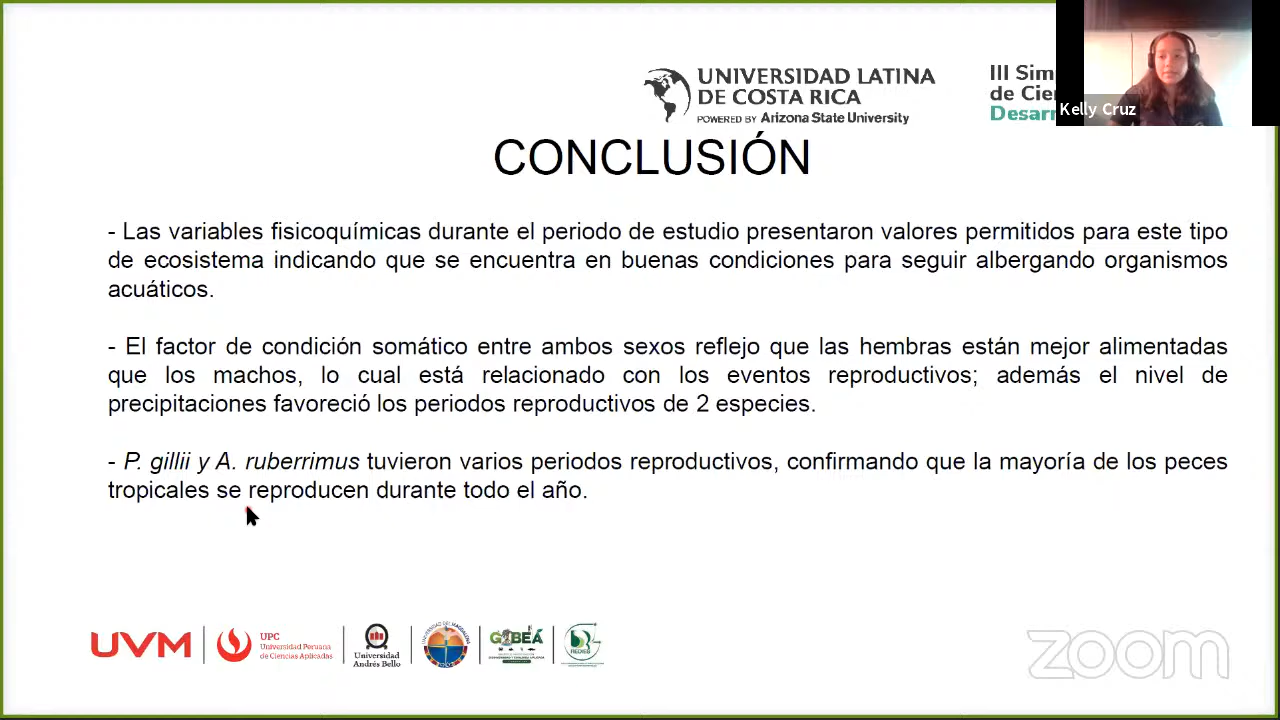 UNIVERSIDAD LATINA
DE COSTA RICA
POWERED BY Arizona State University
III Sim
de Cie
Desarr
Kelly Cruz
CONCLUSIÓN
- Las variables fisicoquímicas durante el periodo de estudio presentaron valores permitidos para este tipo
de ecosistema indicando que se encuentra en buenas condiciones para seguir albergando organismos
acuáticos.
- El factor de condición somático entre ambos sexos reflejo que las hembras están mejor alimentadas
que los machos, lo cual está relacionado con los eventos reproductivos; además el nivel de
precipitaciones favoreció los periodos reproductivos de 2 especies.
- P. gillii y A. ruberrimus tuvieron varios periodos reproductivos, confirmando que la mayoría de los peces
tropicales se reproducen durante todo el año.
UVM
UPC
Universidad Peruana
de Ciencias Aplicadas
Universidad
Andrés Bello
zoom